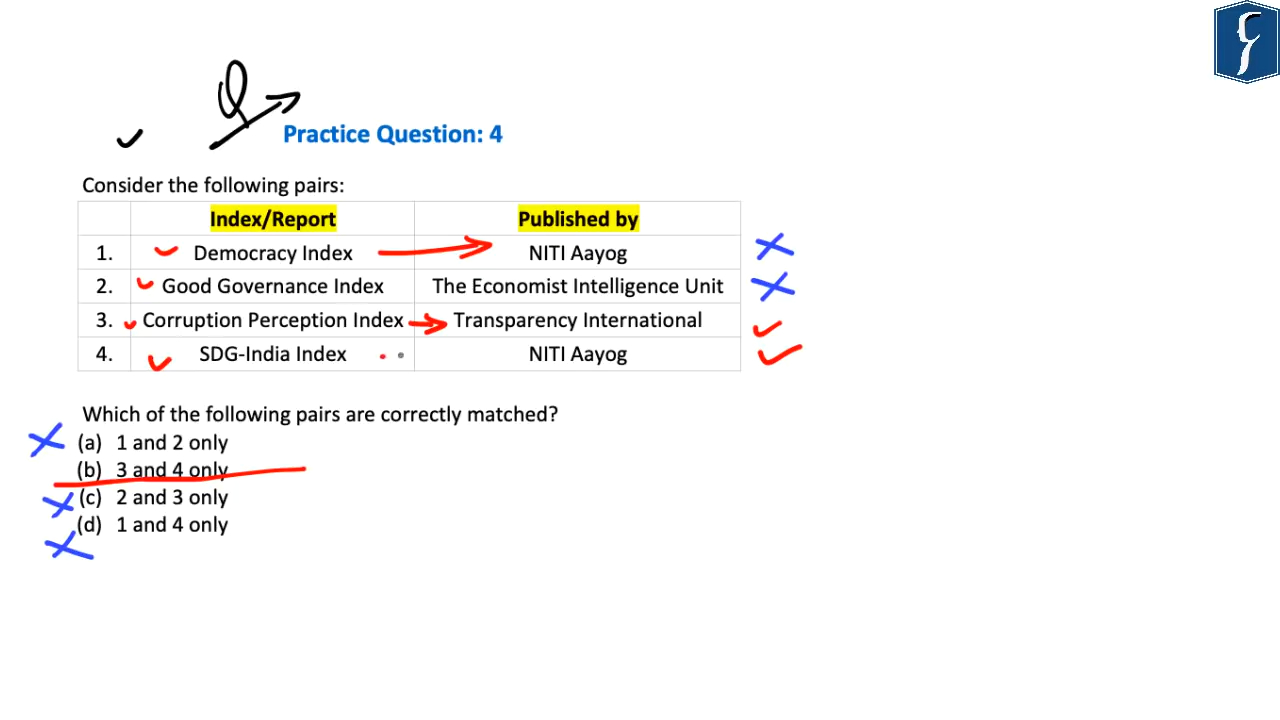 Practice Question: 4
Consider the following pairs:
Index/Report Published by
1. Democracy Index NITI Aayog
2. Good Governance Index The Economist Intelligence Unit
3. Corruption Perception Index Transparency International
4. SDG-India Index NITI Aayog
Which of the following pairs are correctly matched?
(a) 1 and 2 only
(b) 3 and 4 only
(c) 2 and 3 only
(d) 1 and 4 only